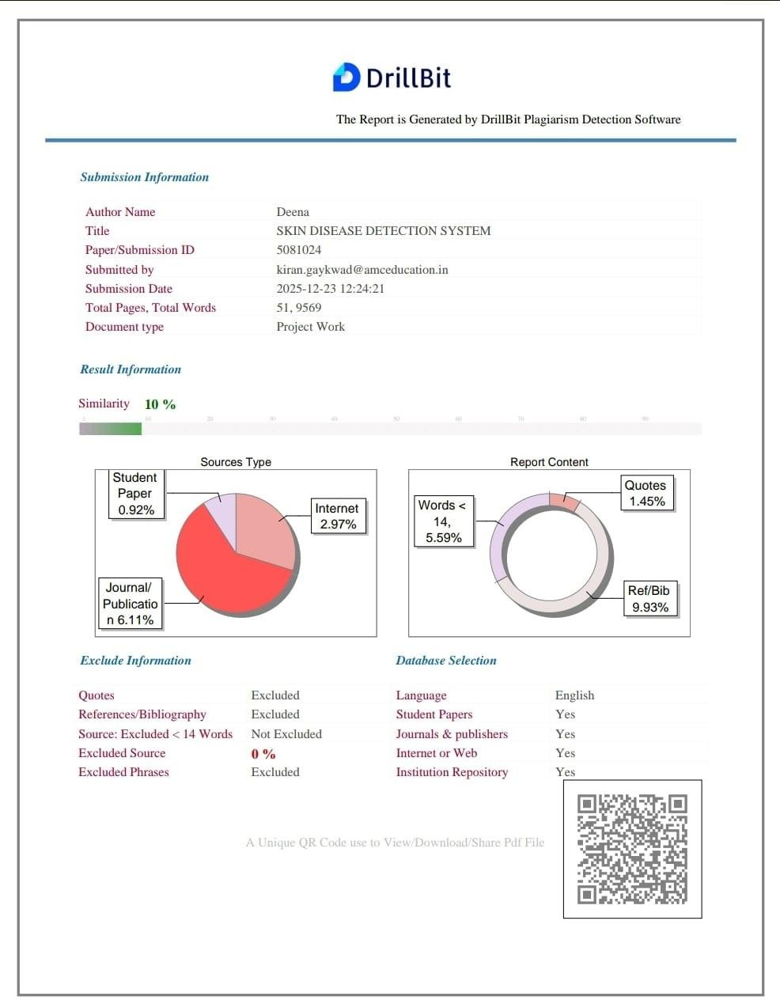 DrillBit
The Report is Generated by DrillBit Plagiarism Detection Software
Submission Information
Author Name Deena
Title SKIN DISEASE DETECTION SYSTEM
Paper/Submission ID 5081024
Submitted by kiran.gaykwad@amceducation.in
Submission Date 2025-12-23 12:24:21
Total Pages, Total Words 51, 9569
Document type Project Work
Result Information
Similarity 10 %
1 10 20 30 40 50 60 70 80 90
Sources Type
Student
Paper
0.92%
Internet
2.97%
Journal/
Publicatio
n 6.11%
Report Content
Quotes
1.45%
Words <
14,
5.59%
Ref/Bib
9.93%
Exclude Information
Quotes Excluded
References/Bibliography Excluded
Source: Excluded < 14 Words Not Excluded
Excluded Source 0 %
Excluded Phrases Excluded
Database Selection
Language English
Student Papers Yes
Journals & publishers Yes
Internet or Web Yes
Institution Repository Yes
A Unique QR Code use to View/Download/Share Pdf File